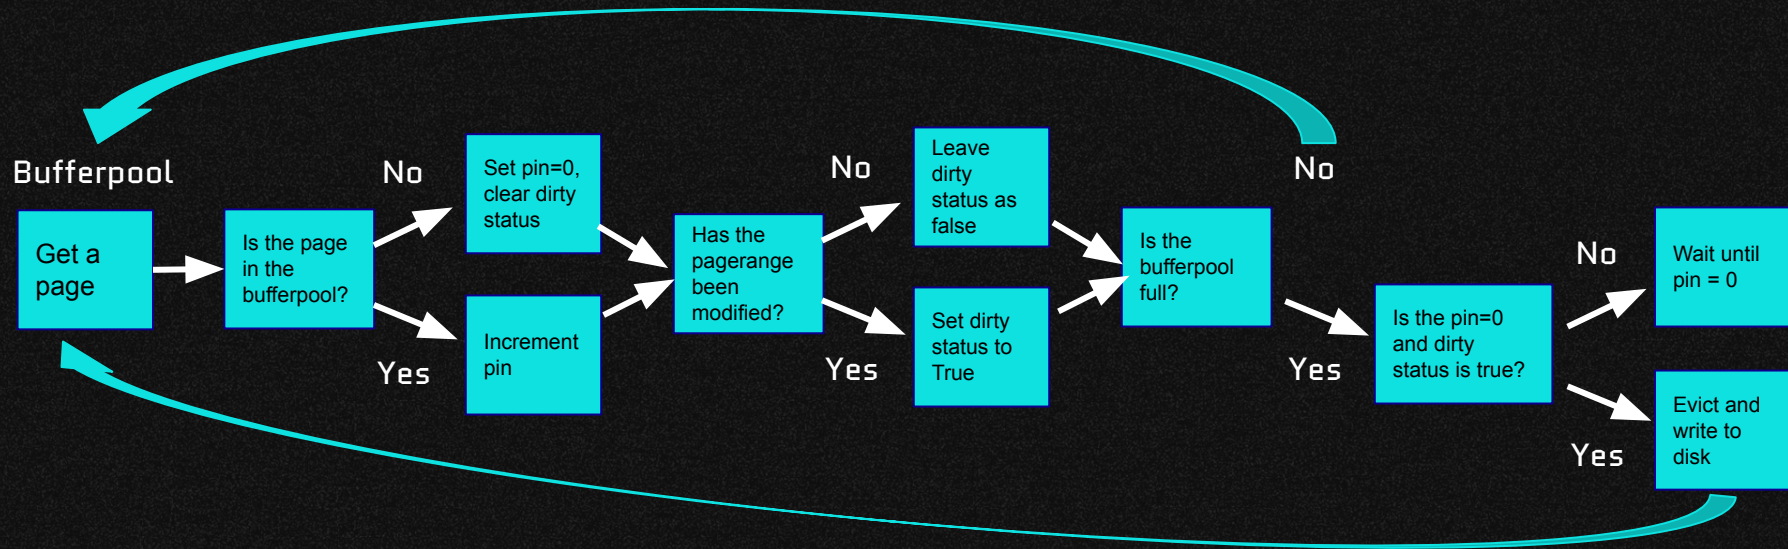 Bufferpool
Get a
page
Is the page
in the
bufferpool?
No
Set pin=0,
clear dirty
status
Yes
Increment
pin
Has the
pagerange
been
modified?
No
Leave
dirty
status as
false
Yes
Set dirty
status to
True
Is the
bufferpool
full?
No
Yes
Is the pin=0
and dirty
status is true?
No
Wait until
pin = 0
Yes
Evict and
write to
disk